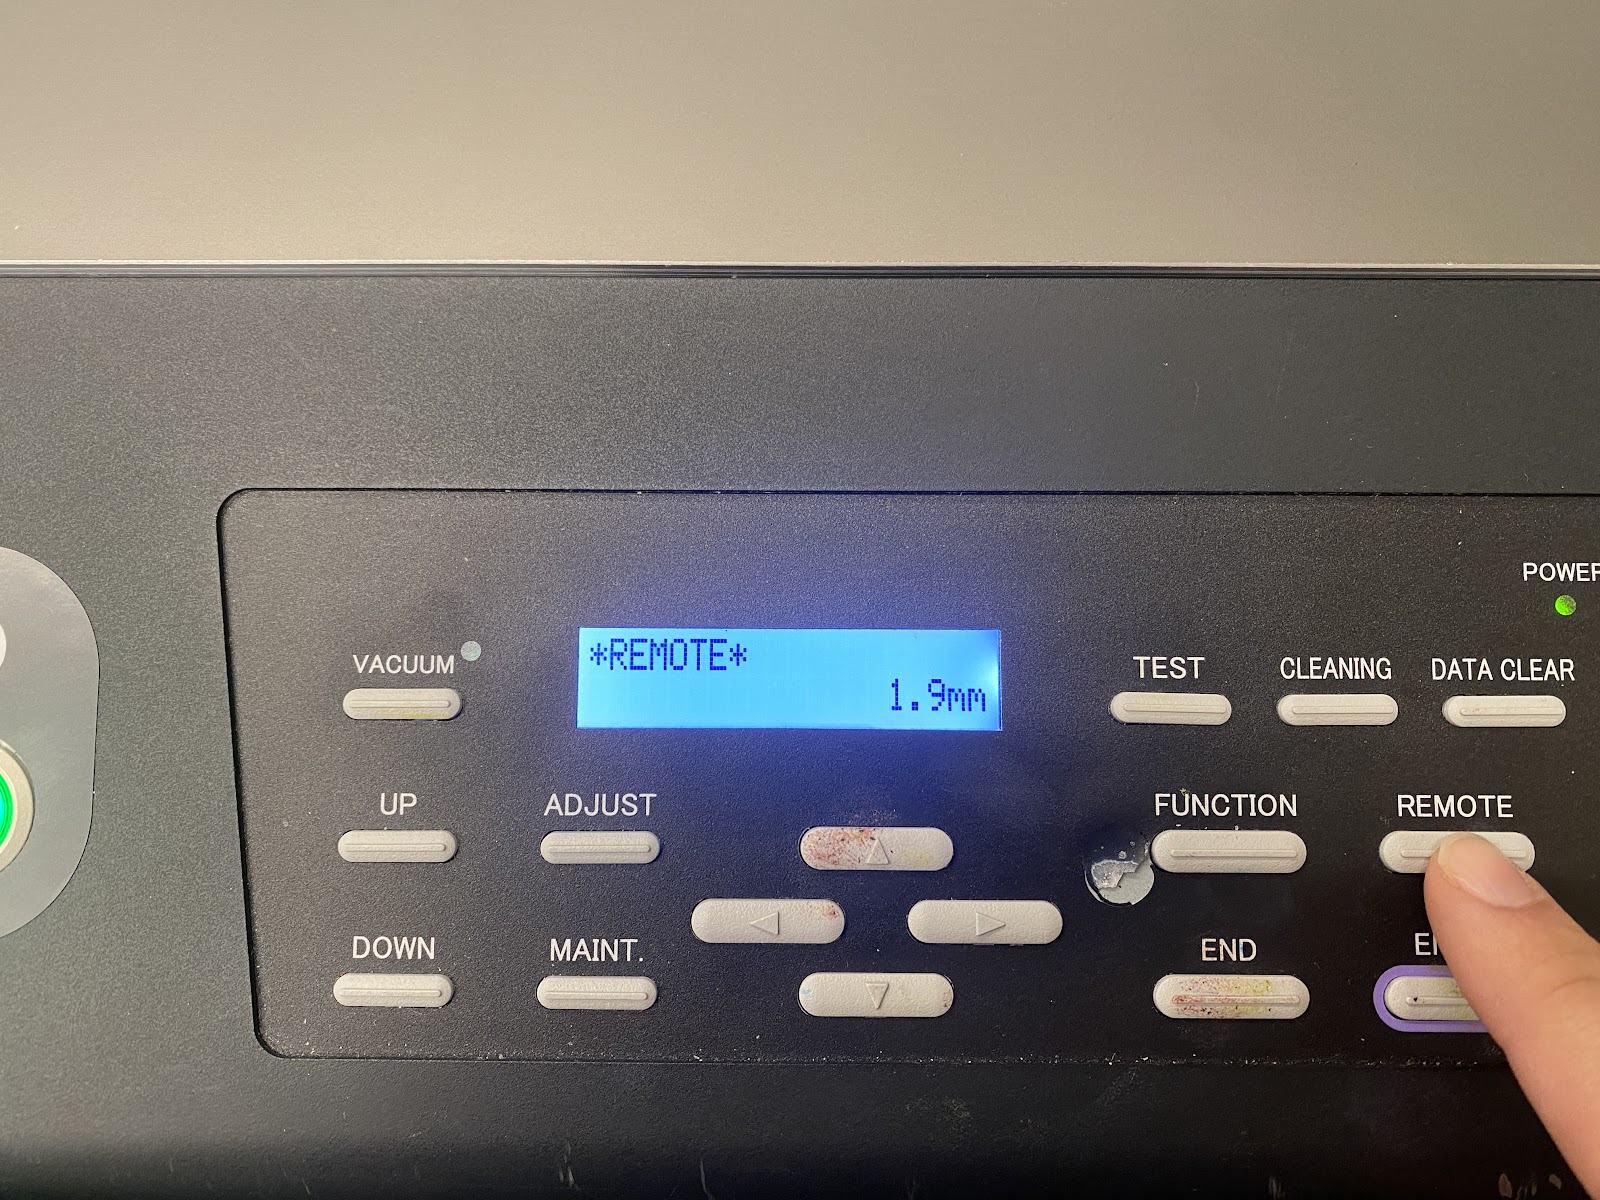 POWER
VACUUM
*REMOTE*
1.9mm
TEST
CLEANING
DATA CLEAR
UP
ADJUST
FUNCTION
REMOTE
DOWN
MAINT.
END